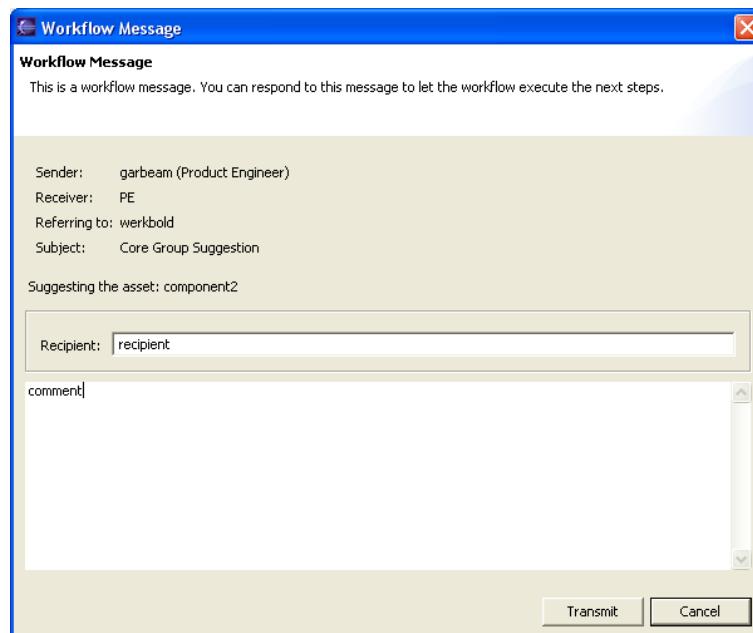 Workflow Message
Workflow Message
This is a workflow message. You can respond to this message to let the workflow execute the next steps.
Sender: garbeam (Product Engineer)
Receiver: PE
Referring to: werkbold
Subject: Core Group Suggestion
Suggesting the asset: component2
Recipient: recipient
comment
Transmit Cancel